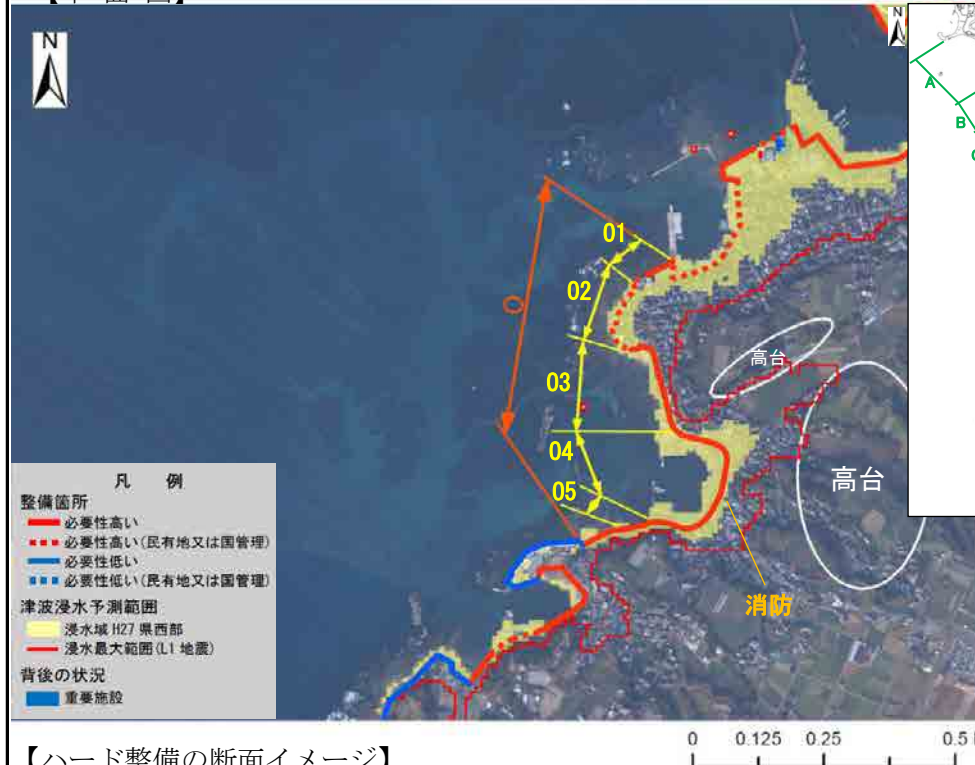 【平面図】
N
N
A
B
C
01
02
O
03
04
05
高台
高台
消防
凡 例
整備箇所
必要性高い
必要性高い(民有地又は国管理)
必要性低い
必要性低い(民有地又は国管理)
津波浸水予測範囲
浸水域 H27 県西部
浸水最大範囲(L1 地震)
背後の状況
重要施設
【ハード整備の断面イメージ】
0 0.125 0.25 0.5